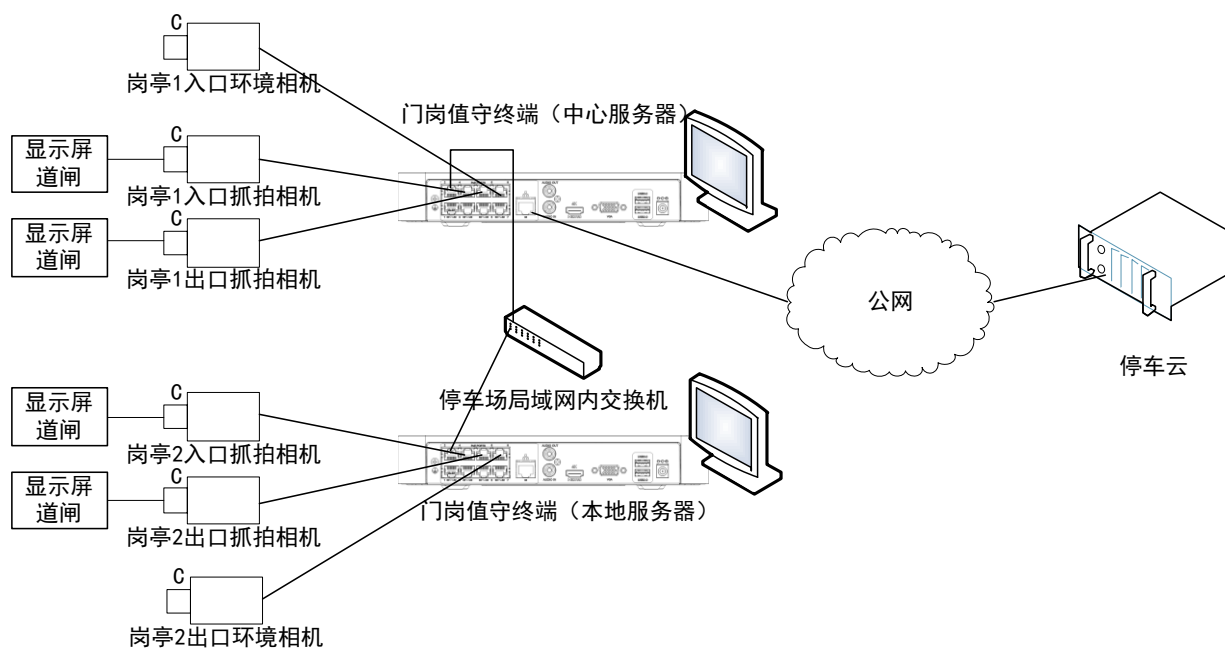 C
岗亭1入口环境相机
门岗值守终端（中心服务器）
显示屏
道闸
C
岗亭1入口抓拍相机
显示屏
道闸
C
岗亭1出口抓拍相机
公网
停车云
停车场局域网内交换机
显示屏
道闸
C
岗亭2入口抓拍相机
显示屏
道闸
C
岗亭2出口抓拍相机
门岗值守终端（本地服务器）
C
岗亭2出口环境相机